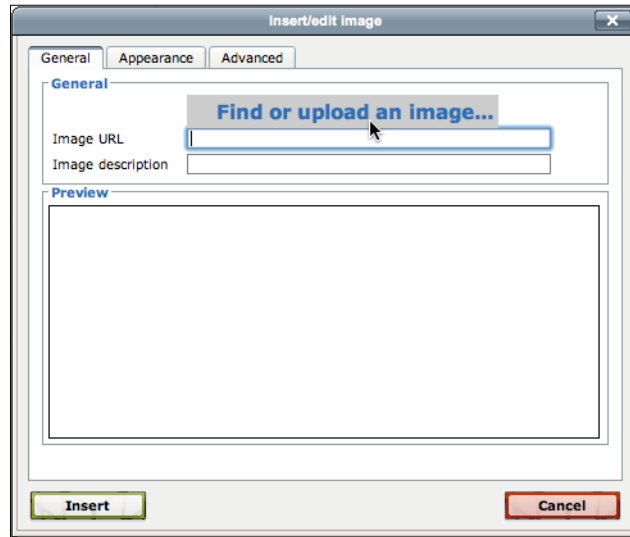 Insert/edit image
General Appearance Advanced
General
Find or upload an image...
Image URL
Image description
Preview
Insert Cancel